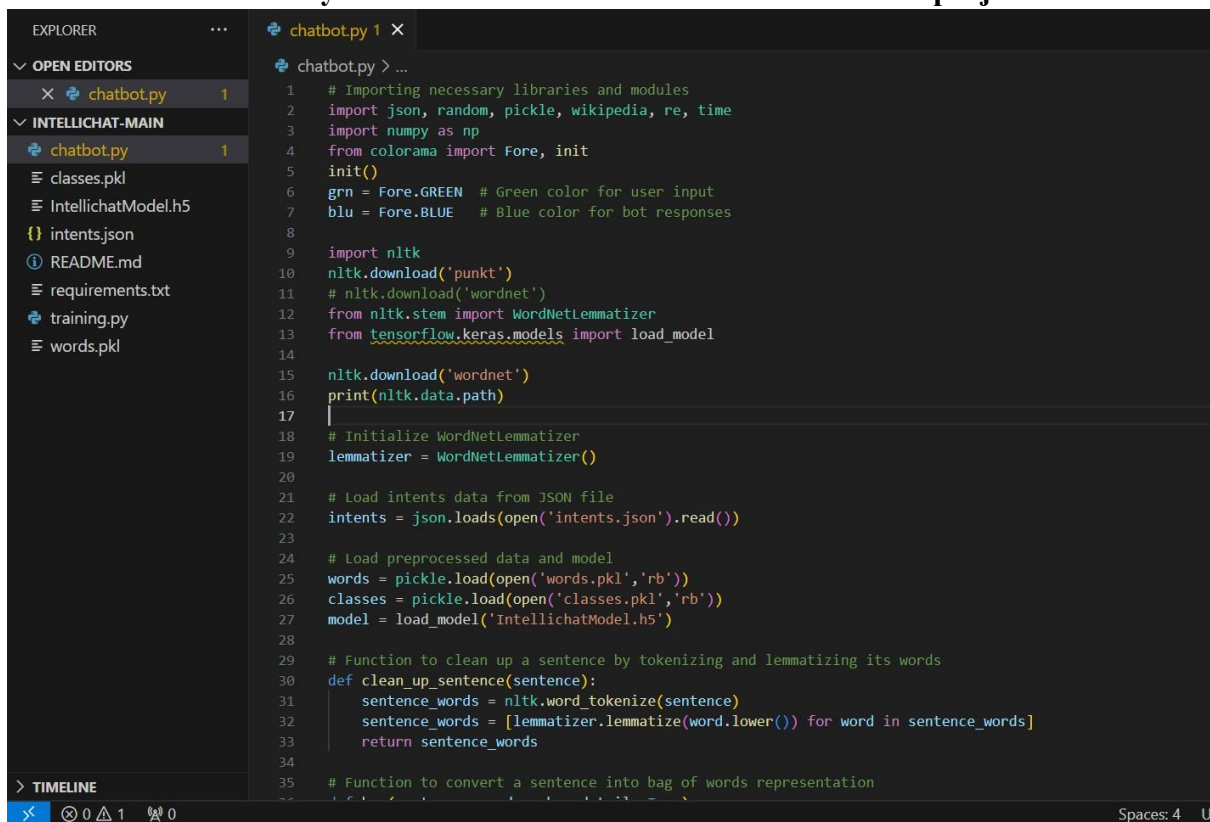 EXPLORER ...
OPEN EDITORS
chatbot.py 1
INTELLICHAT-MAIN
chatbot.py 1
classes.pkl
IntellichatModel.h5
intents.json
README.md
requirements.txt
training.py
words.pkl
TIMELINE
chatbot.py 1
chatbot.py > ...
1 # Importing necessary libraries and modules
2 import json, random, pickle, wikipedia, re, time
3 import numpy as np
4 from colorama import Fore, init
5 init()
6 grn = Fore.GREEN # Green color for user input
7 blu = Fore.BLUE # Blue color for bot responses
8
9 import nltk
10 nltk.download('punkt')
11 # nltk.download('wordnet')
12 from nltk.stem import WordNetLemmatizer
13 from tensorflow.keras.models import load_model
14
15 nltk.download('wordnet')
16 print(nltk.data.path)
17
18 # Initialize WordNetLemmatizer
19 lemmatizer = WordNetLemmatizer()
20
21 # Load intents data from JSON file
22 intents = json.loads(open('intents.json').read())
23
24 # Load preprocessed data and model
25 words = pickle.load(open('words.pkl','rb'))
26 classes = pickle.load(open('classes.pkl','rb'))
27 model = load_model('IntellichatModel.h5')
28
29 # Function to clean up a sentence by tokenizing and lemmatizing its words
30 def clean_up_sentence(sentence):
31 sentence_words = nltk.word_tokenize(sentence)
32 sentence_words = [lemmatizer.lemmatize(word.lower()) for word in sentence_words]
33 return sentence_words
34
35 # Function to convert a sentence into bag of words representation
0 1 0
Spaces: 4